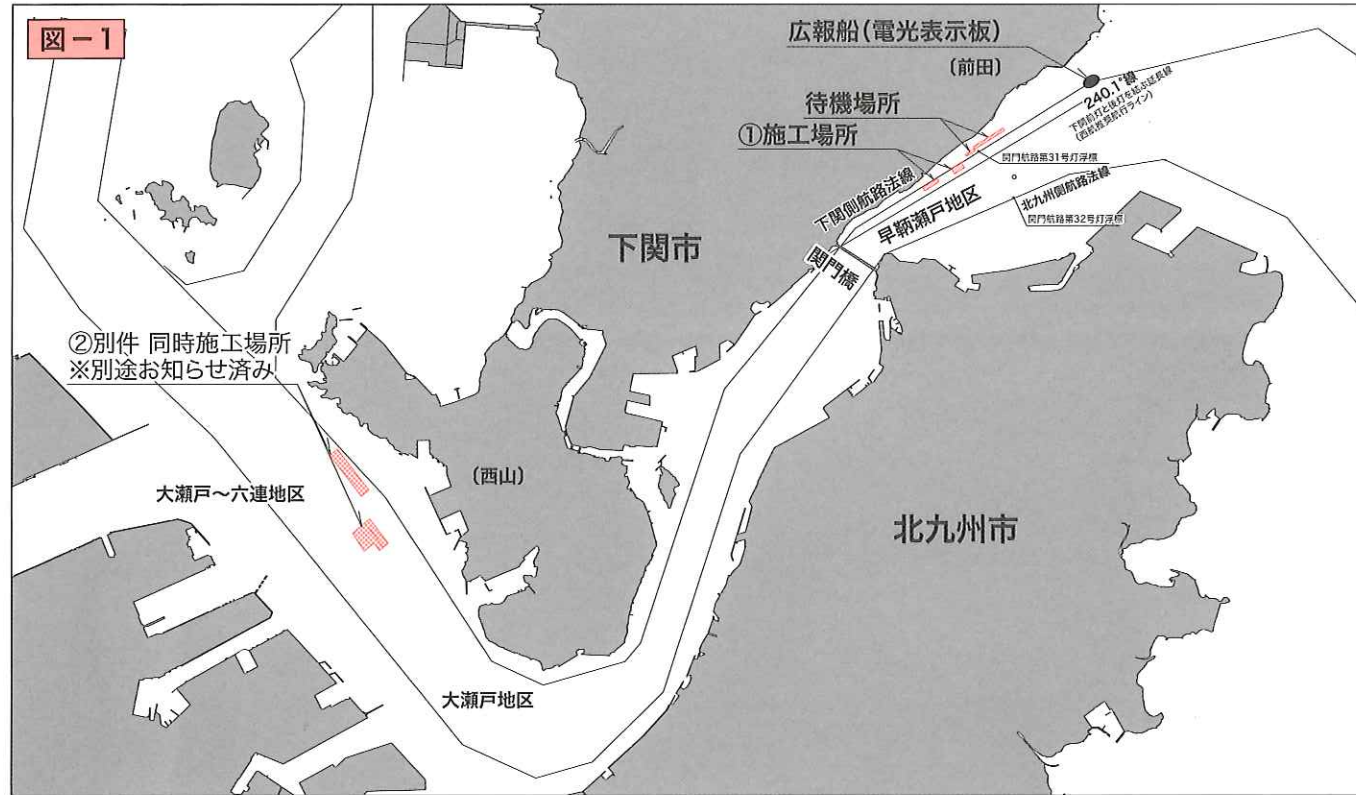 図－1
広報船(電光表示板)
(前田)
待機場所
①施工場所
240.1°線
下関前灯と後灯を結ぶ延長線
(西航推奨航行ライン)
関門航路第31号灯浮標
下関側航路法線
早鞆瀬戸地区
北九州側航路法線
関門航路第32号灯浮標
下関市
関門橋
②別件 同時施工場所
※別途お知らせ済み
(西山)
大瀬戸～六連地区
北九州市
大瀬戸地区